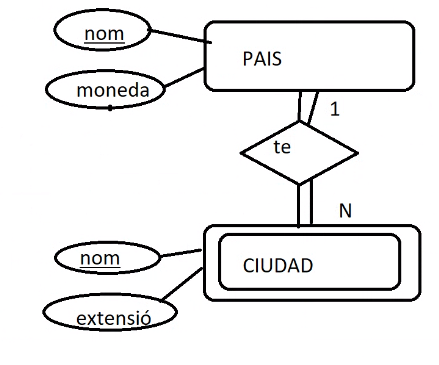 nom
PAIS
moneda
1
te
N
nom
CIUDAD
extensió